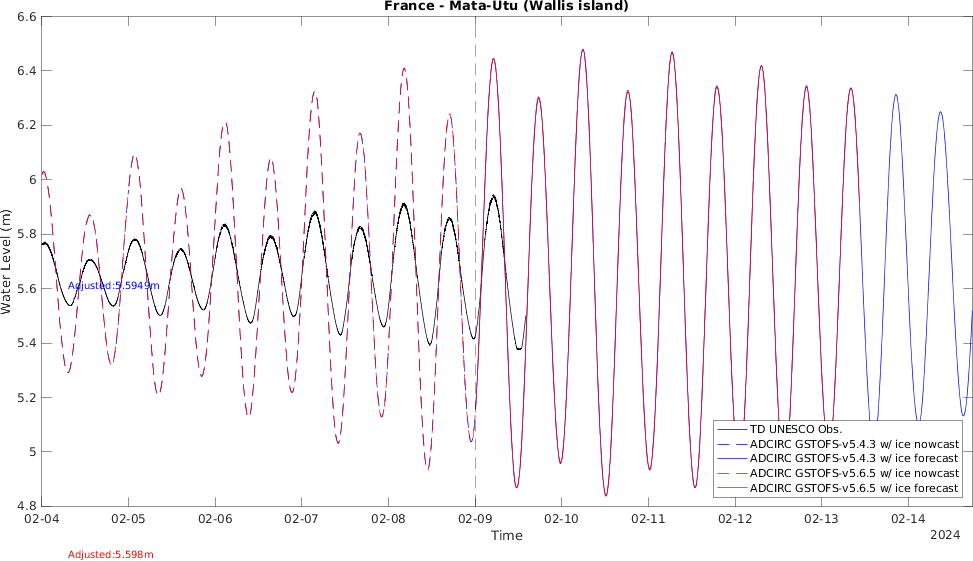 France - Mata-Utu (Wallis island)
6.6
6.4
6.2
6
5.8
5.6
5.4
5.2
5
4.8
Water Level (m)
Adjusted:5.5949m
TD UNESCO Obs.
ADCIRC GSTOFS-v5.4.3 w/ ice nowcast
ADCIRC GSTOFS-v5.4.3 w/ ice forecast
ADCIRC GSTOFS-v5.6.5 w/ ice nowcast
ADCIRC GSTOFS-v5.6.5 w/ ice forecast
02-04 02-05 02-06 02-07 02-08 02-09 02-10 02-11 02-12 02-13 02-14
Time
2024
Adjusted:5.598m